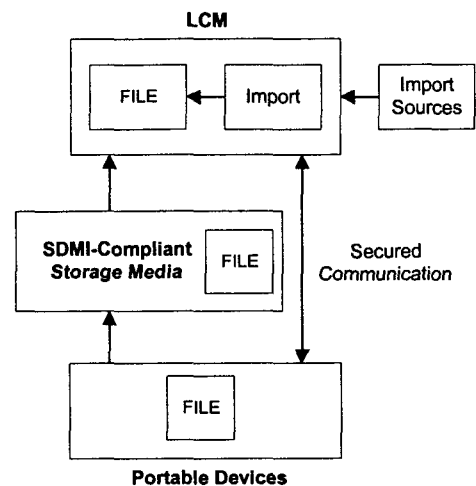 LCM
FILE
Import
Import
Sources
SDMI-Compliant
Storage Media
FILE
Secured
Communication
FILE
Portable Devices